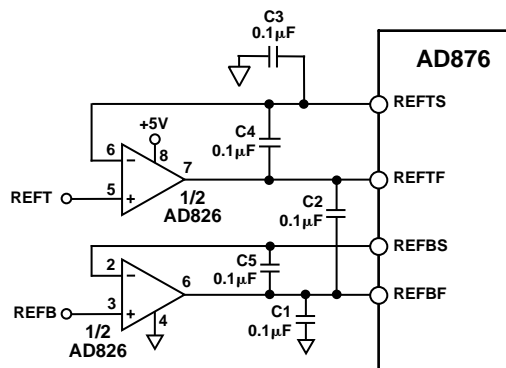 C3
0.1µF
AD876
REFTS
+5V
C4
0.1µF
6
8
7
REFTF
REFT
5
1/2
AD826
C2
0.1µF
REFBS
2
C5
0.1µF
6
REFBF
REFB
3
4
C1
0.1µF
1/2
AD826